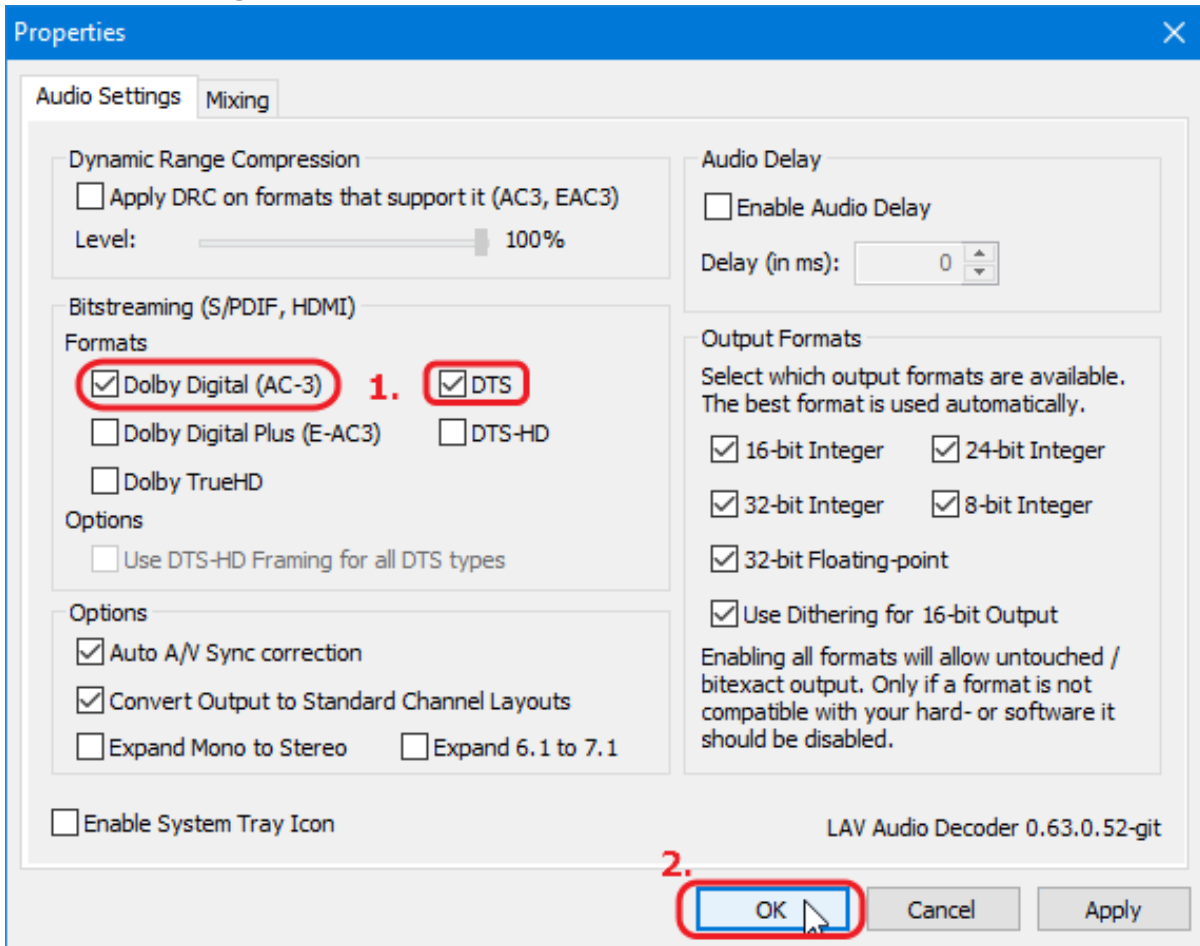 Properties
Audio Settings
Mixing
Dynamic Range Compression
Apply DRC on formats that support it (AC3, EAC3)
Level:
100%
Bitstreaming (S/PDIF, HDMI)
Formats
Dolby Digital (AC-3)
1.
DTS
Dolby Digital Plus (E-AC3)
DTS-HD
Dolby TrueHD
Options
Use DTS-HD Framing for all DTS types
Options
Auto A/V Sync correction
Convert Output to Standard Channel Layouts
Expand Mono to Stereo
Expand 6.1 to 7.1
Audio Delay
Enable Audio Delay
Delay (in ms):
0
Output Formats
Select which output formats are available.
The best format is used automatically.
16-bit Integer
24-bit Integer
32-bit Integer
8-bit Integer
32-bit Floating-point
Use Dithering for 16-bit Output
Enabling all formats will allow untouched /
bitexact output. Only if a format is not
compatible with your hard- or software it
should be disabled.
Enable System Tray Icon
LAV Audio Decoder 0.63.0.52-git
2.
OK
Cancel
Apply